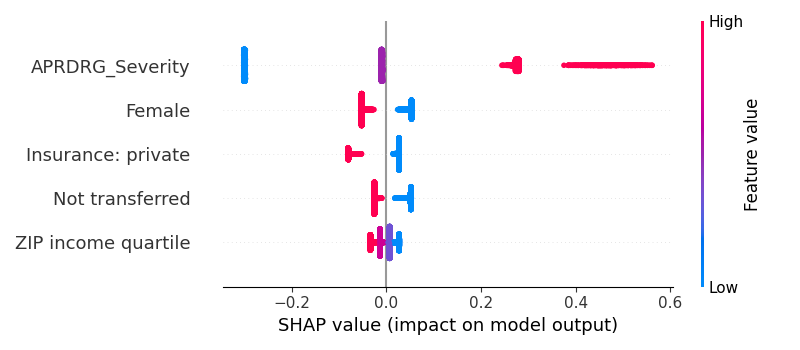 High
APRDRG_Severity
Female
Insurance: private
Not transferred
ZIP income quartile
Feature value
Low
−0.2 0.0 0.2 0.4 0.6
SHAP value (impact on model output)